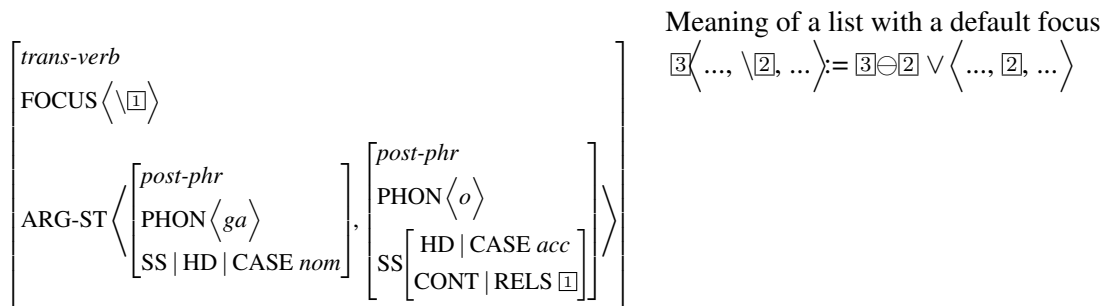 trans-verb
FOCUS⟨\[1]⟩
ARG-ST⟨[post-phr PHON⟨ga⟩ SS|HD|CASE nom], [post-phr PHON⟨o⟩ SS[HD|CASE acc CONT|RELS [1]]]⟩
Meaning of a list with a default focus
[3]⟨..., \[2], ...⟩:= [3]⊖[2] ∨ ⟨..., [2], ...⟩